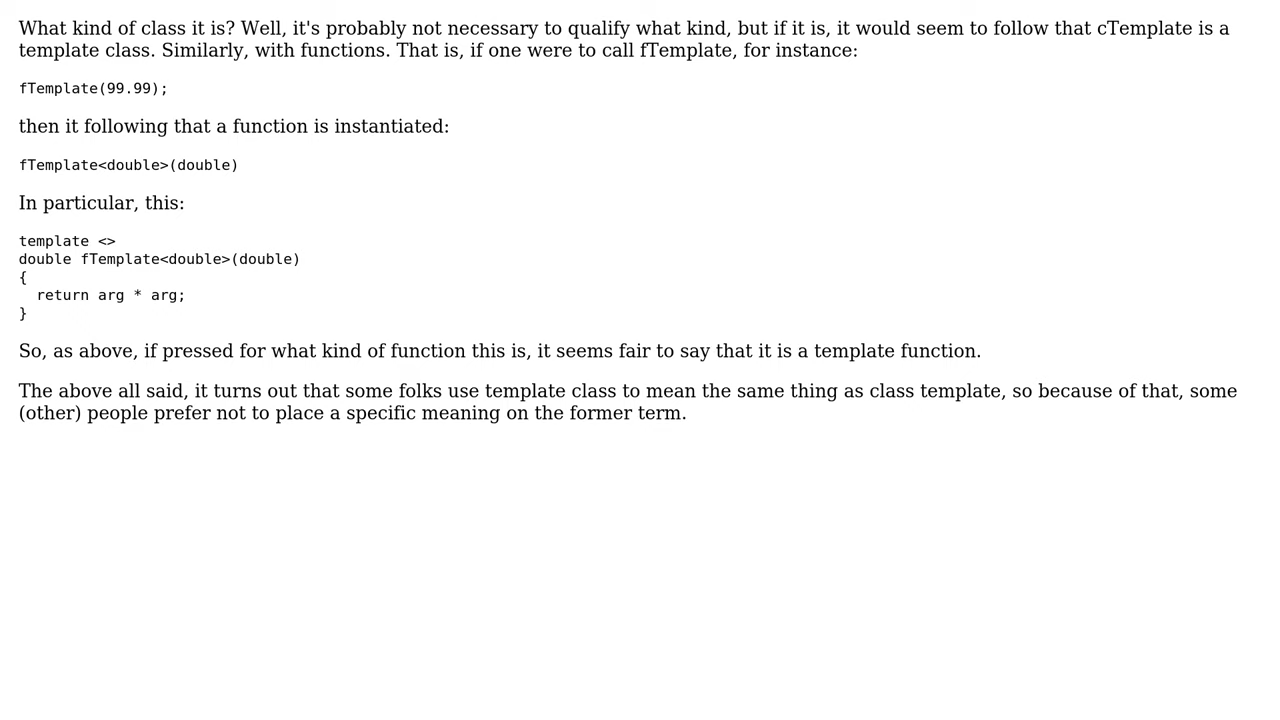 What kind of class it is? Well, it's probably not necessary to qualify what kind, but if it is, it would seem to follow that cTemplate is a
template class. Similarly, with functions. That is, if one were to call fTemplate, for instance:
fTemplate(99.99);
then it following that a function is instantiated:
fTemplate<double>(double)
In particular, this:
template <>
double fTemplate<double>(double)
{
  return arg * arg;
}
So, as above, if pressed for what kind of function this is, it seems fair to say that it is a template function.
The above all said, it turns out that some folks use template class to mean the same thing as class template, so because of that, some
(other) people prefer not to place a specific meaning on the former term.